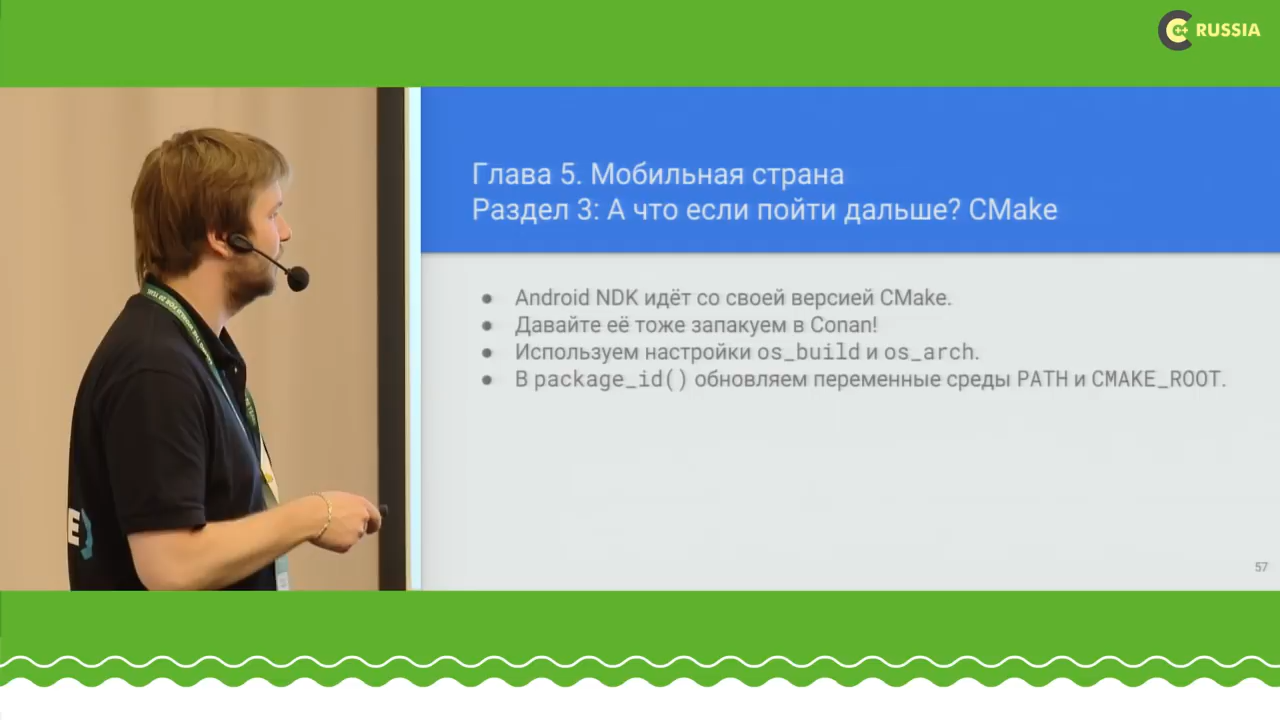 C++ RUSSIA
Глава 5. Мобильная страна
Раздел 3: А что если пойти дальше? CMake
● Android NDK идёт со своей версией CMake.
● Давайте её тоже запакуем в Conan!
● Используем настройки os_build и os_arch.
● В package_id() обновляем переменные среды PATH и CMAKE_ROOT.
E
57